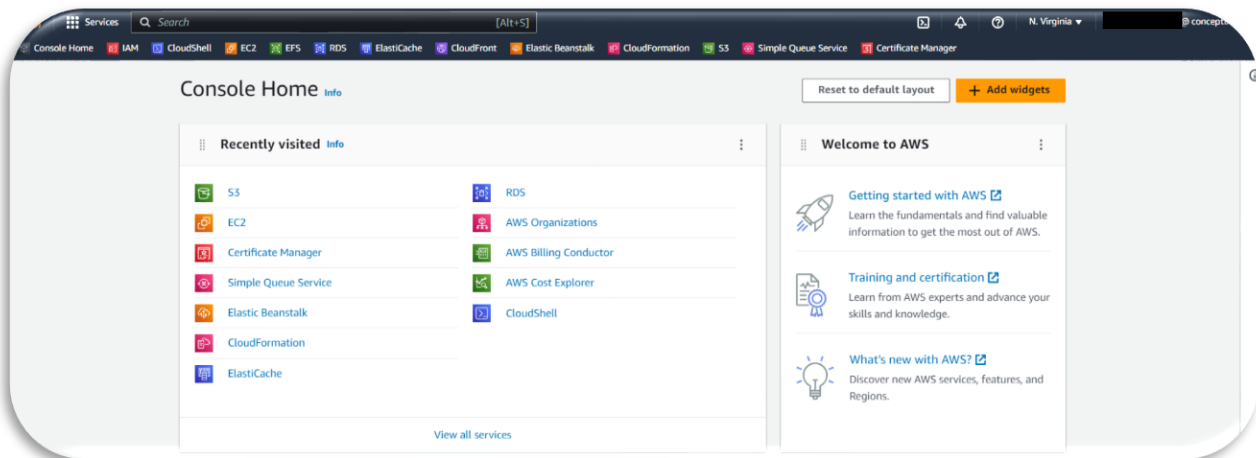 Services Search [Alt+S] N. Virginia
Console Home IAM CloudShell EC2 EFS RDS ElastiCache CloudFront Elastic Beanstalk CloudFormation S3 Simple Queue Service Certificate Manager
Console Home Info
Reset to default layout + Add widgets
Recently visited Info
S3
EC2
Certificate Manager
Simple Queue Service
Elastic Beanstalk
CloudFormation
ElastiCache
RDS
AWS Organizations
AWS Billing Conductor
AWS Cost Explorer
CloudShell
View all services
Welcome to AWS
Getting started with AWS
Learn the fundamentals and find valuable
information to get the most out of AWS.
Training and certification
Learn from AWS experts and advance your
skills and knowledge.
What's new with AWS?
Discover new AWS services, features, and
Regions.